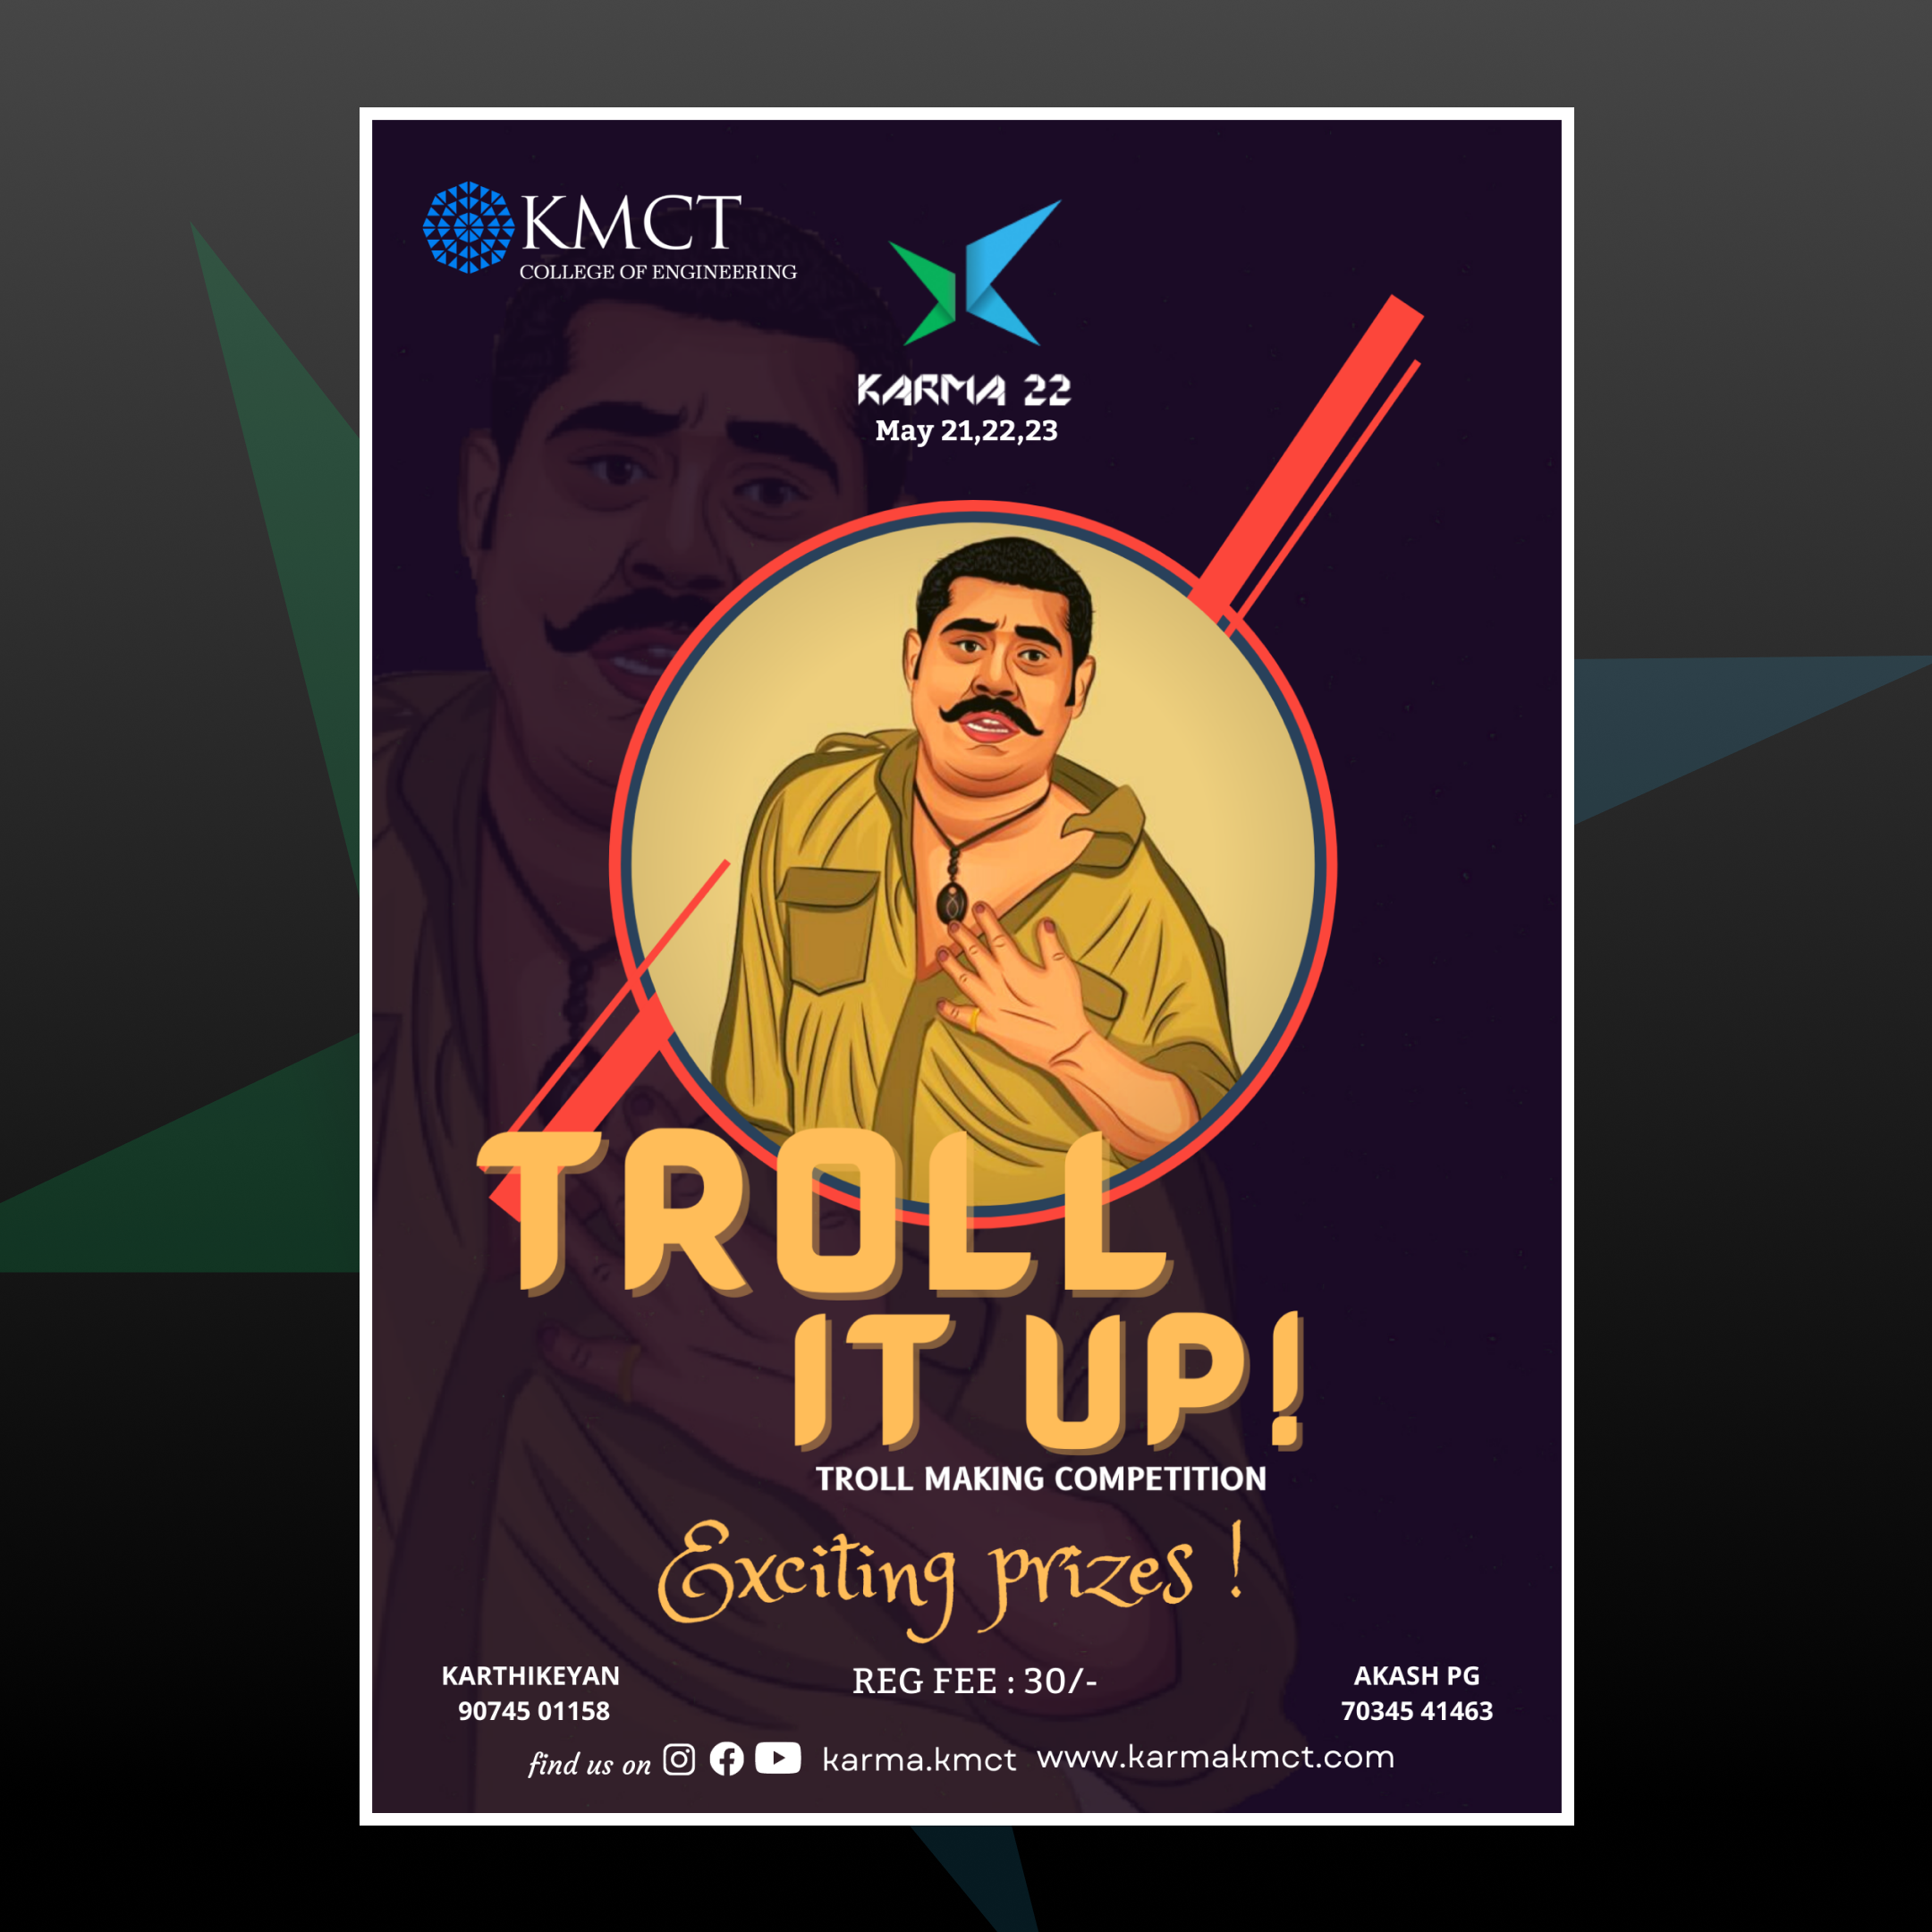 KMCT
COLLEGE OF ENGINEERING
KARMA 22
May 21,22,23
TROLL
IT UP!
TROLL MAKING COMPETITION
Exciting prizes !
KARTHIKEYAN
90745 01158
REG FEE : 30/-
AKASH PG
70345 41463
find us on karma.kmct www.karmakmct.com